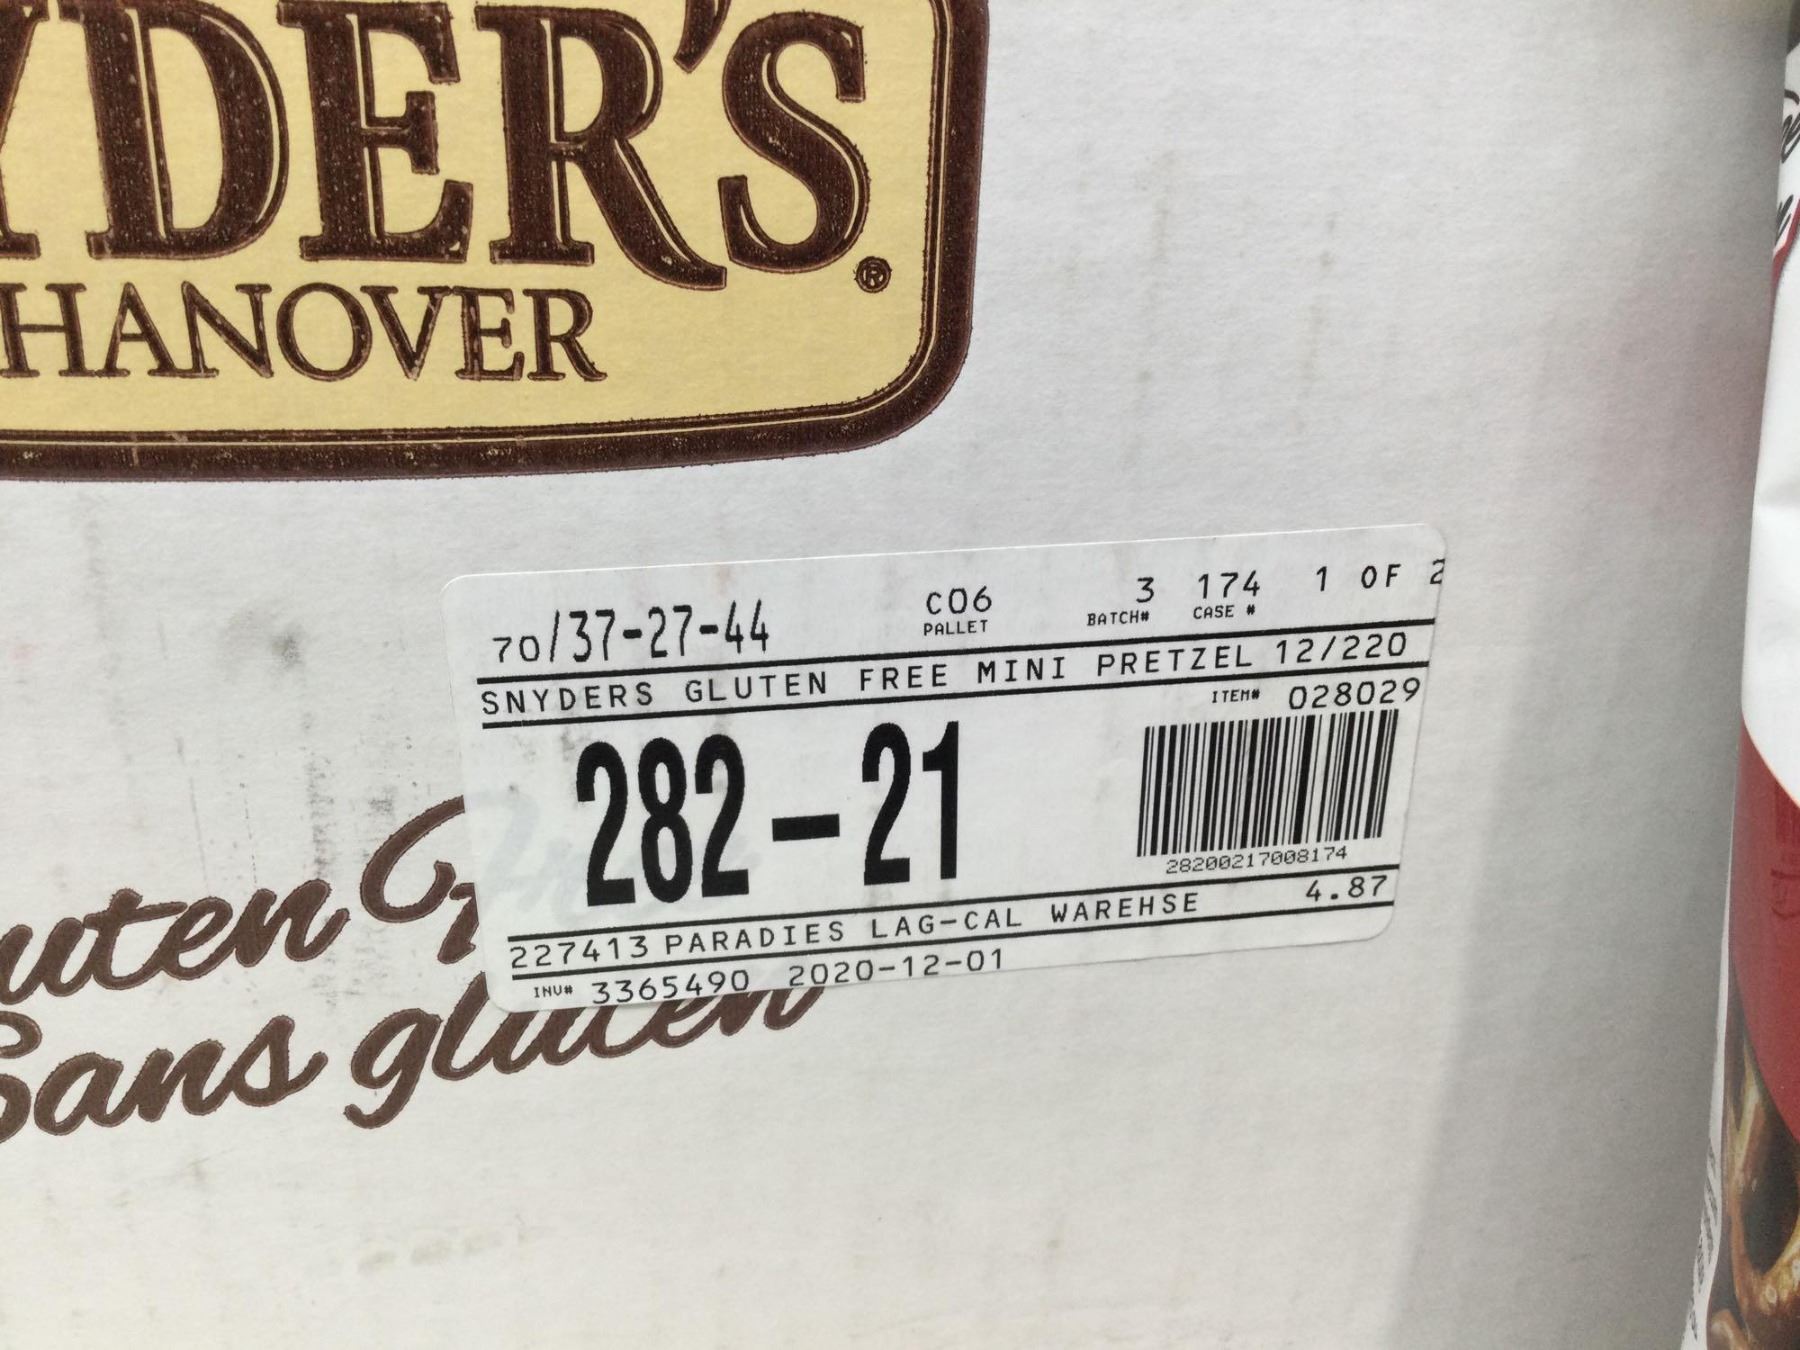 YDER'S®
HANOVER
70/37-27-44 C06 3 174 1 OF 2
PALLET BATCH# CASE #
SNYDERS GLUTEN FREE MINI PRETZEL 12/220
ITEM# 028029
282-21
28200217008174
227413 PARADIES LAG-CAL WAREHSE 4.87
INV# 3365490 2020-12-01
uten
Sans gluten